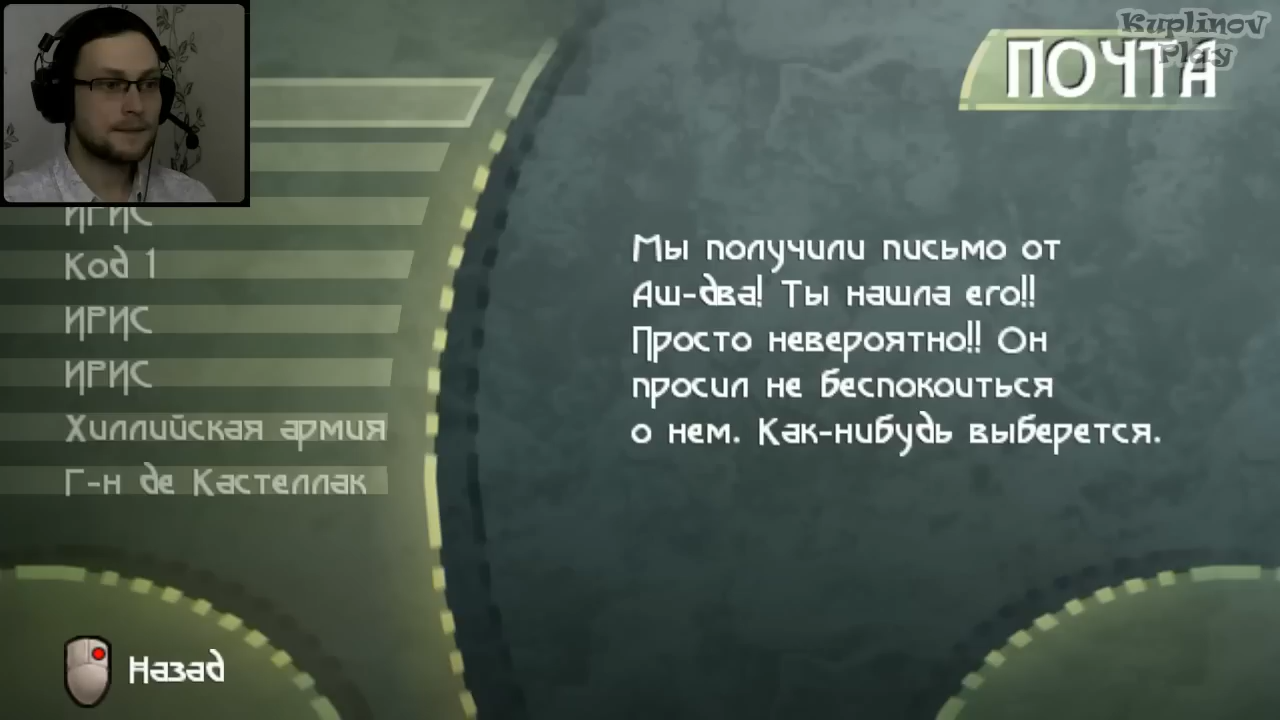 Kuplinov
Play
ПОЧТА
ИРИС
Код 1
ИРИС
ИРИС
Хиллийская армия
Г-н де Кастеллак
Мы получили письмо от
Аш-два! Ты нашла его!!
Просто невероятно!! Он
просил не беспокоиться
о нем. Как-нибудь выберется.
Назад